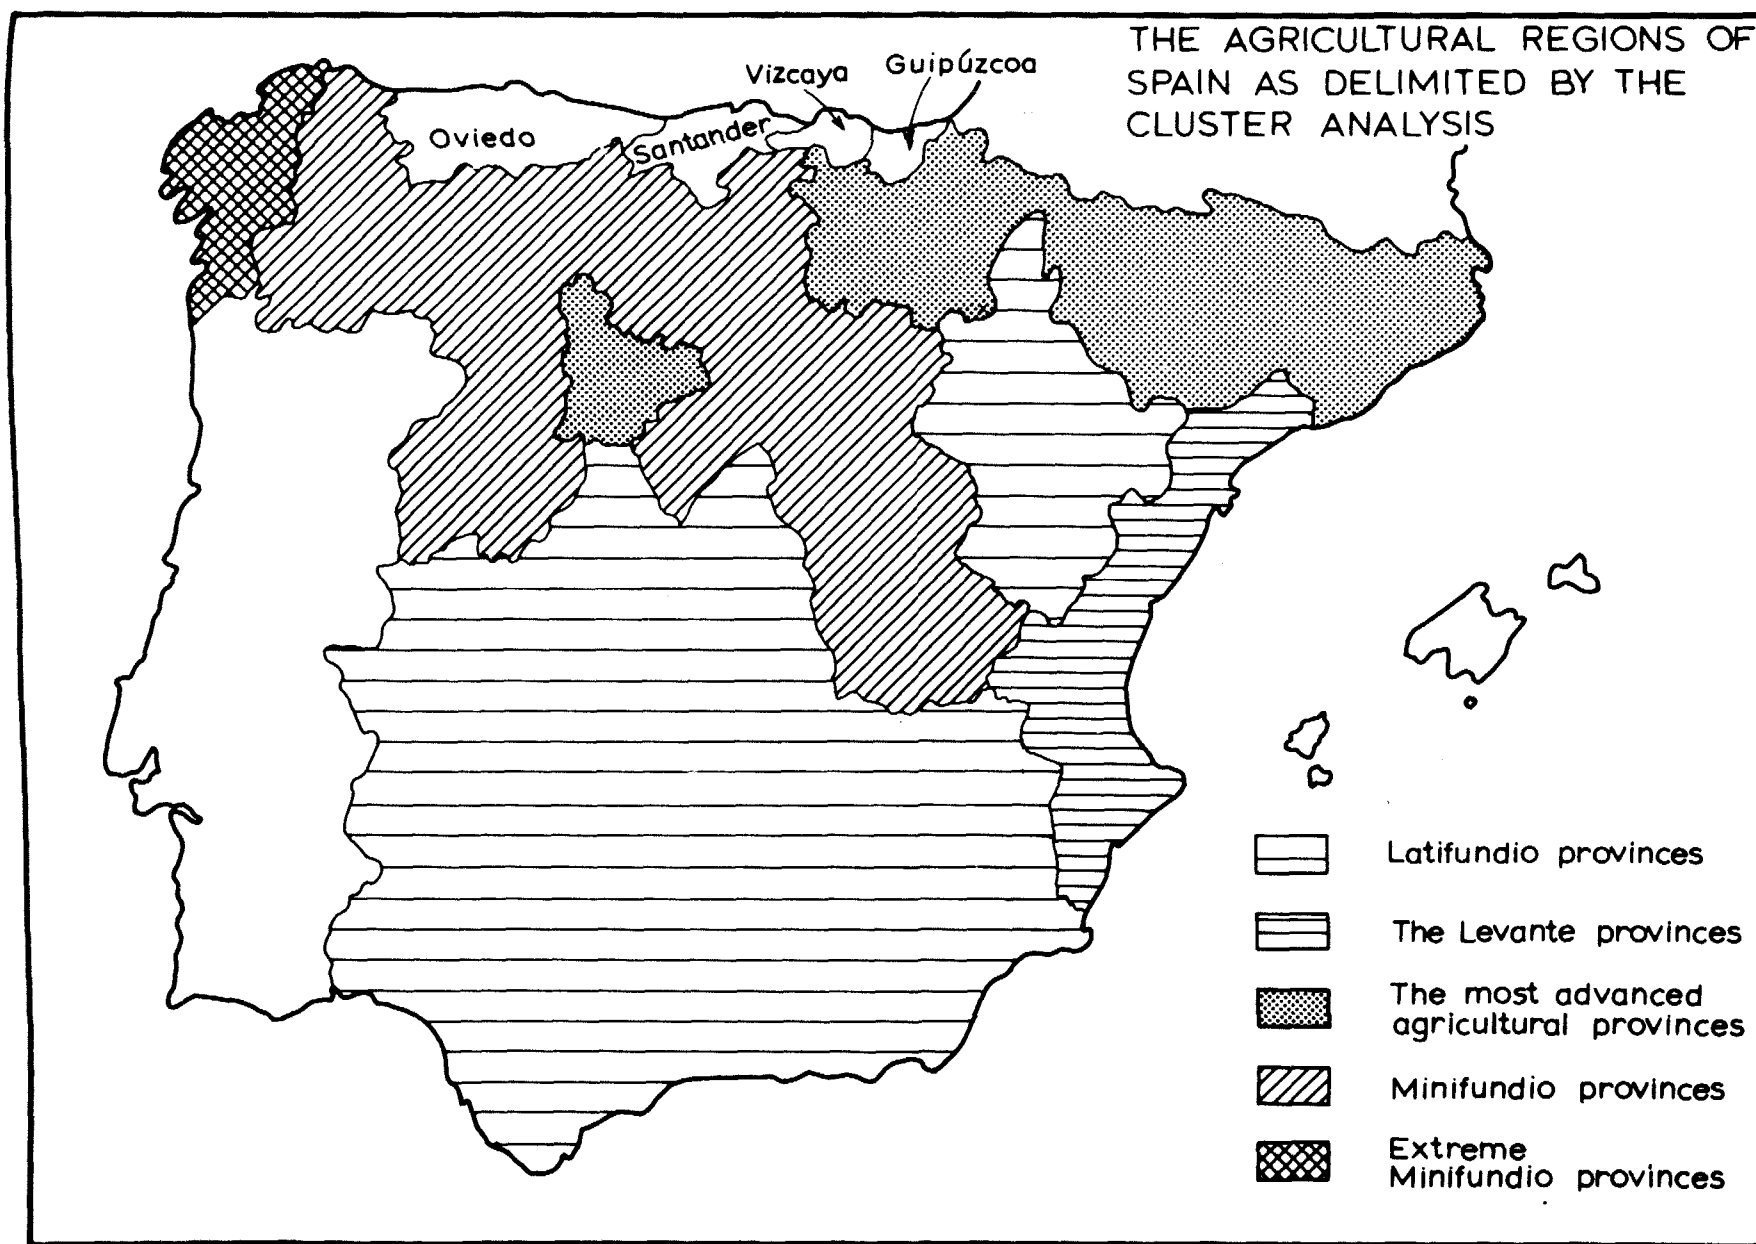 THE AGRICULTURAL REGIONS OF
SPAIN AS DELIMITED BY THE
CLUSTER ANALYSIS
Vizcaya
Guipúzcoa
Oviedo
Santander
Latifundio provinces
The Levante provinces
The most advanced
agricultural provinces
Minifundio provinces
Extreme
Minifundio provinces